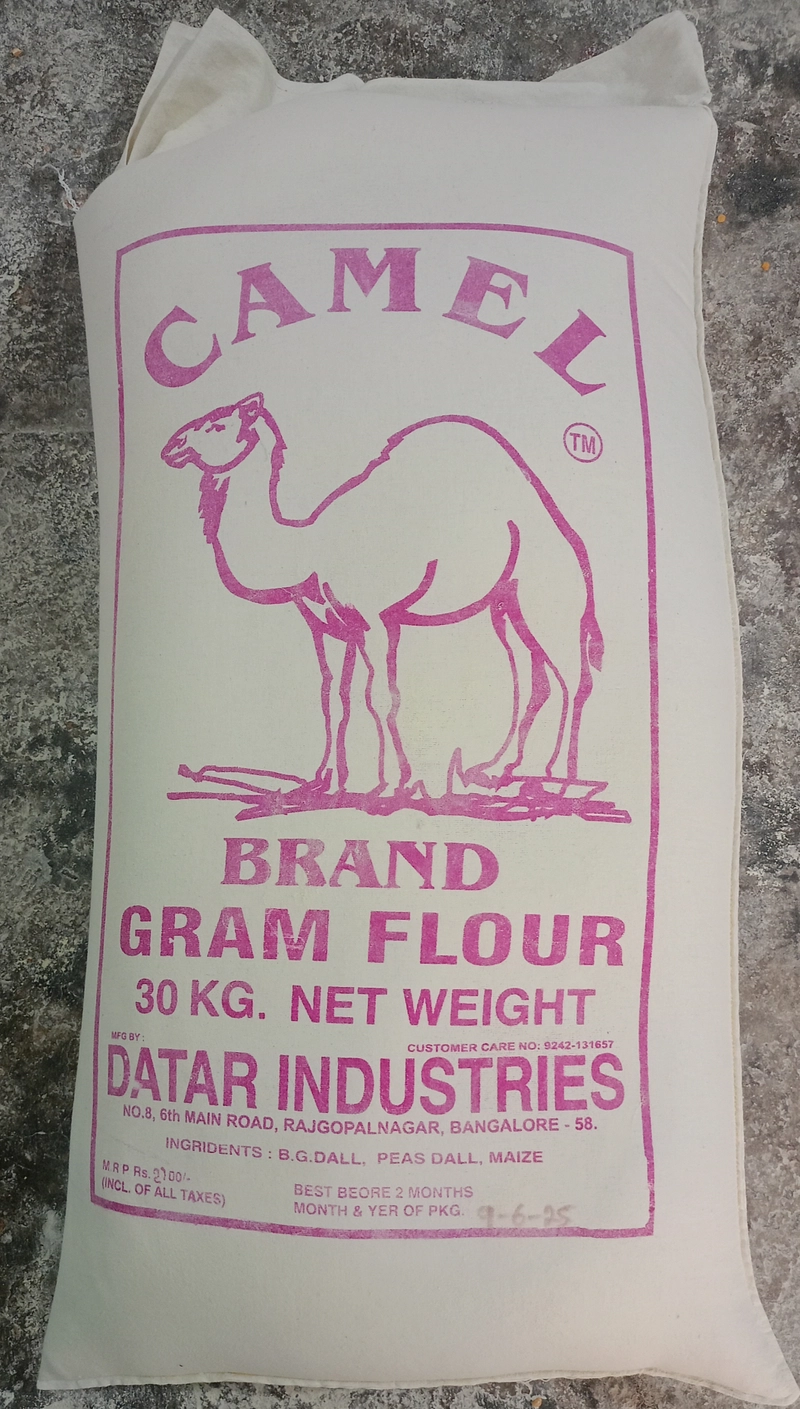 CAMEL
TM
BRAND
GRAM FLOUR
30 KG. NET WEIGHT
MFG BY :
CUSTOMER CARE NO: 9242-131657
DATAR INDUSTRIES
NO.8, 6th MAIN ROAD, RAJGOPALNAGAR, BANGALORE - 58.
INGRIDENTS : B.G.DALL, PEAS DALL, MAIZE
M R P Rs.
(INCL. OF ALL TAXES)
BEST BEORE 2 MONTHS
MONTH & YER OF PKG. 9-6-25